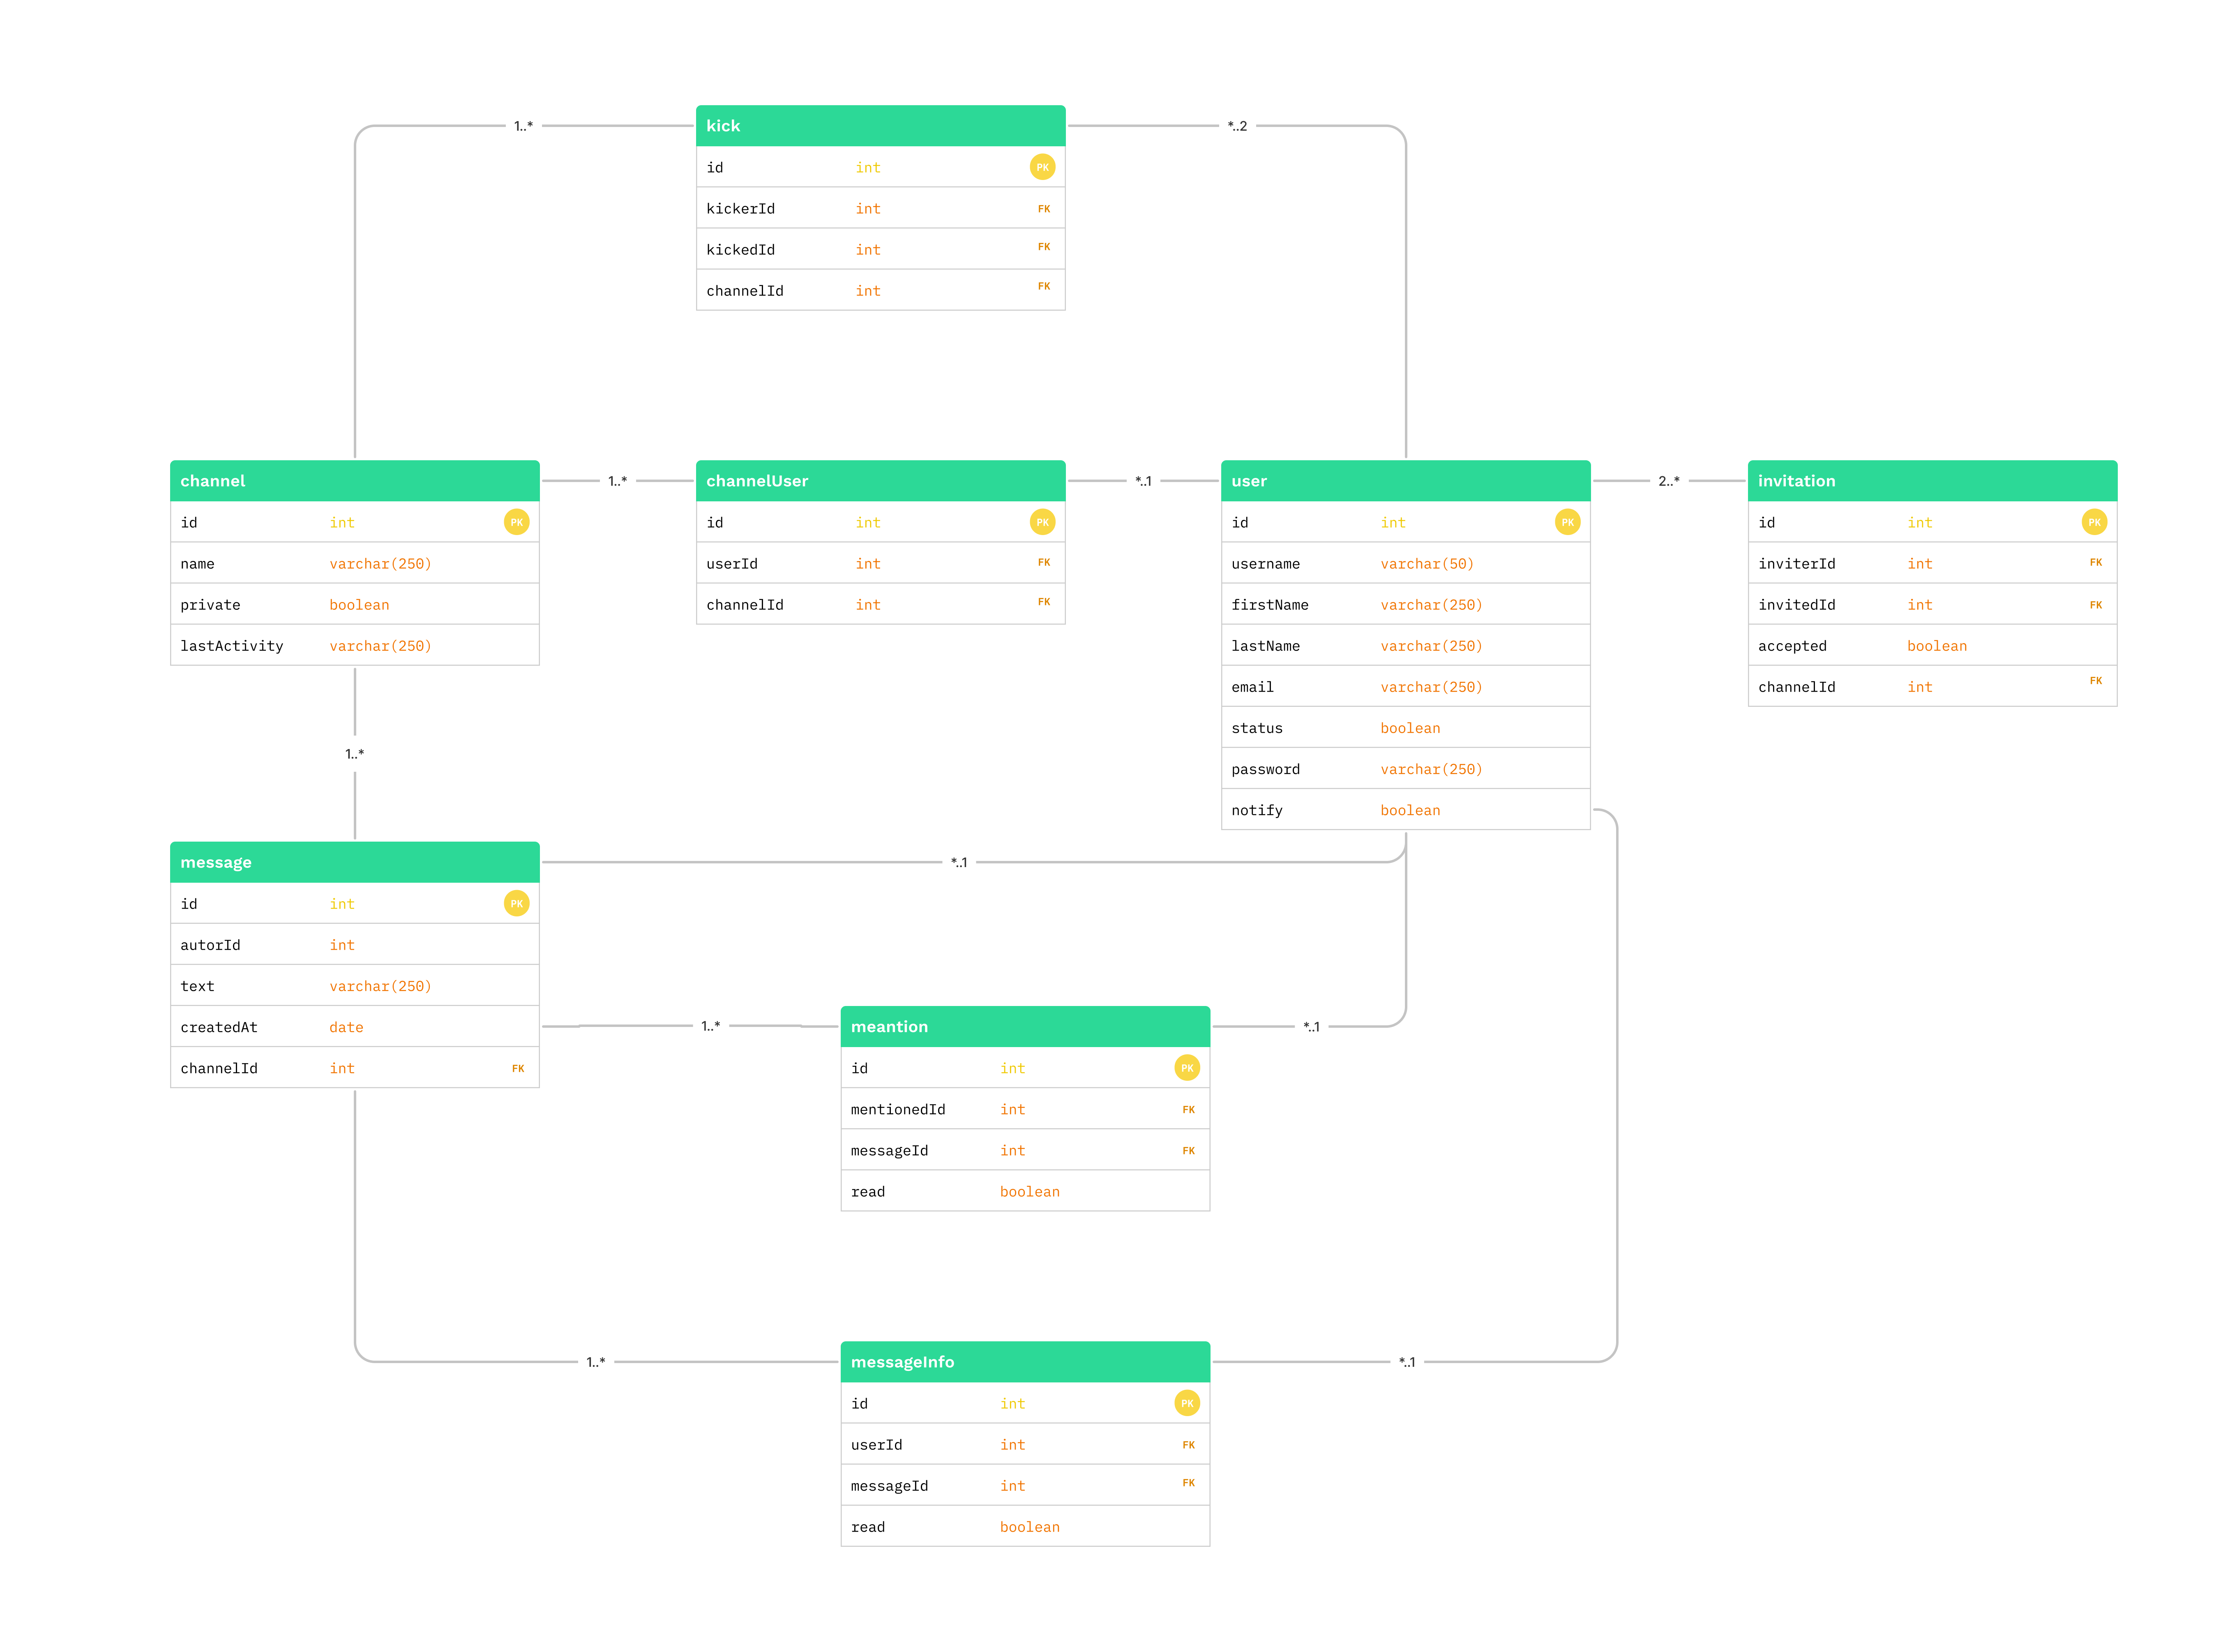 1..*
kick
*..2
id int PK
kickerId int FK
kickedId int FK
channelId int FK
channel
id int PK
name varchar(250)
private boolean
lastActivity varchar(250)
1..*
channelUser
id int PK
userId int FK
channelId int FK
*..1
user
id int PK
username varchar(50)
firstName varchar(250)
lastName varchar(250)
email varchar(250)
status boolean
password varchar(250)
notify boolean
2..*
invitation
id int PK
inviterId int FK
invitedId int FK
accepted boolean
channelId int FK
1..*
message
id int PK
autorId int
text varchar(250)
createdAt date
channelId int FK
*..1
1..*
meantion
id int PK
mentionedId int FK
messageId int FK
read boolean
*..1
1..*
messageInfo
id int PK
userId int FK
messageId int FK
read boolean
*..1